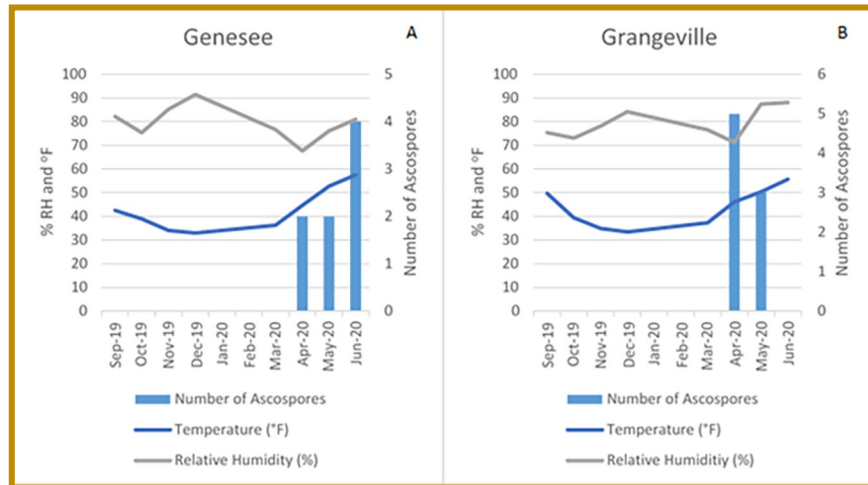 Genesee
A
% RH and °F
100
90
80
70
60
50
40
30
20
10
0
5
4
3
2
1
0
Number of Ascospores
Sep-19
Oct-19
Nov-19
Dec-19
Jan-20
Feb-20
Mar-20
Apr-20
May-20
Jun-20
Number of Ascospores
Temperature (°F)
Relative Humiditiy (%)
Grangeville
B
% RH and °F
100
90
80
70
60
50
40
30
20
10
0
6
5
4
3
2
1
0
Number of Ascospores
Sep-19
Oct-19
Nov-19
Dec-19
Jan-20
Feb-20
Mar-20
Apr-20
May-20
Jun-20
Number of Ascospores
Temperature (°F)
Relative Humiditiy (%)